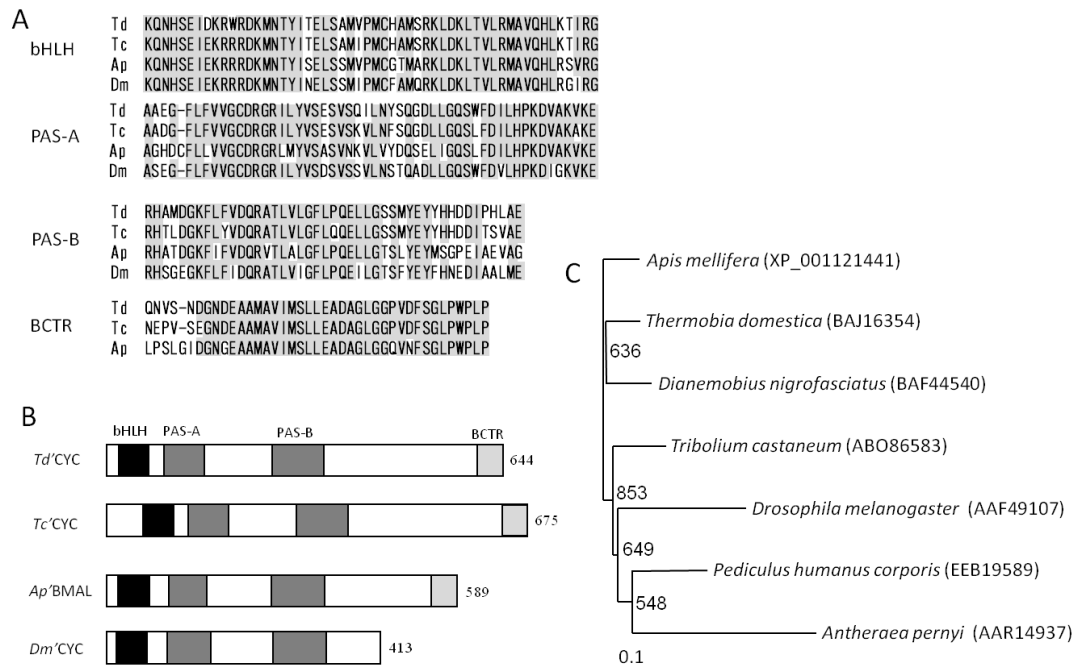 A
bHLH
Td KQNHSEIDKRWRDKMNTYITELSAMVPMCHAMSRKLDKLTVLRMAVQHLKTIRG
Tc KQNHSEIEKRRRDKMNTYITELSAMIPMCHAMSRKLDKLTVLRMAVQHLKTIRG
Ap KQNHSEIEKRRRDKMNTYITELSSMVPMCGTMARKLDKLTVLRMAVQHLRSVRG
Dm KQNHSEIEKRRRDKMNTYINELSSMIPMCFAMQRKLDKLTVLRMAVQHLRGIRG
PAS-A
Td AAEG-FLFVVGCDRGRILYVSESVSQILNYSQGDLLGQSWFDILHPKDVAKVKE
Tc AADG-FLFVVGCDRGRILYVSESVSKVLNFSQGDLLGQSLFDILHPKDVAKAKE
Ap AGHDCFLLVVGCDRGRLMYVSASVNKVLVYDQSELIGQSLFDILHPKDVAKVKE
Dm ASEG-FLFVVGCDRGRILYVSDSVSSVLNSTQADLLGQSWFDVLHPKDIGKVKE
PAS-B
Td RHAMDGKFLFVDQRATLVLGFLPQELLGSSMYEYYHHDDIPHLAE
Tc RHTLDGKFLYVDQRATLVLGFLQQELLGSSMYEYYHHDDITSVAE
Ap RHATDGKFIFVDQRVTLALGFLPQELLGTSLYEYMSGPEIAEVAG
Dm RHSGEGKFLFIDQRATLVIGFLPQEILGTSFYEYFHNEDIAALME
BCTR
Td QNVS-NDGNDEAAMAVIMSLLEADAGLGGPVDFSGLPWPLP
Tc NEPV-SEGNDEAAMAVIMSLLEADAGLGGPVDFSGLPWPLP
Ap LPSLGIDGNGEAAMAVIMSLLEADAGLGGQVNFSGLPWPLP
B
bHLH PAS-A PAS-B BCTR
Td'CYC 644
Tc'CYC 675
Ap'BMAL 589
Dm'CYC 413
C
Apis mellifera (XP_001121441)
Thermobia domestica (BAJ16354)
636
Dianemobius nigrofasciatus (BAF44540)
Tribolium castaneum (ABO86583)
853
Drosophila melanogaster (AAF49107)
649
Pediculus humanus corporis (EEB19589)
548
Antheraea pernyi (AAR14937)
0.1